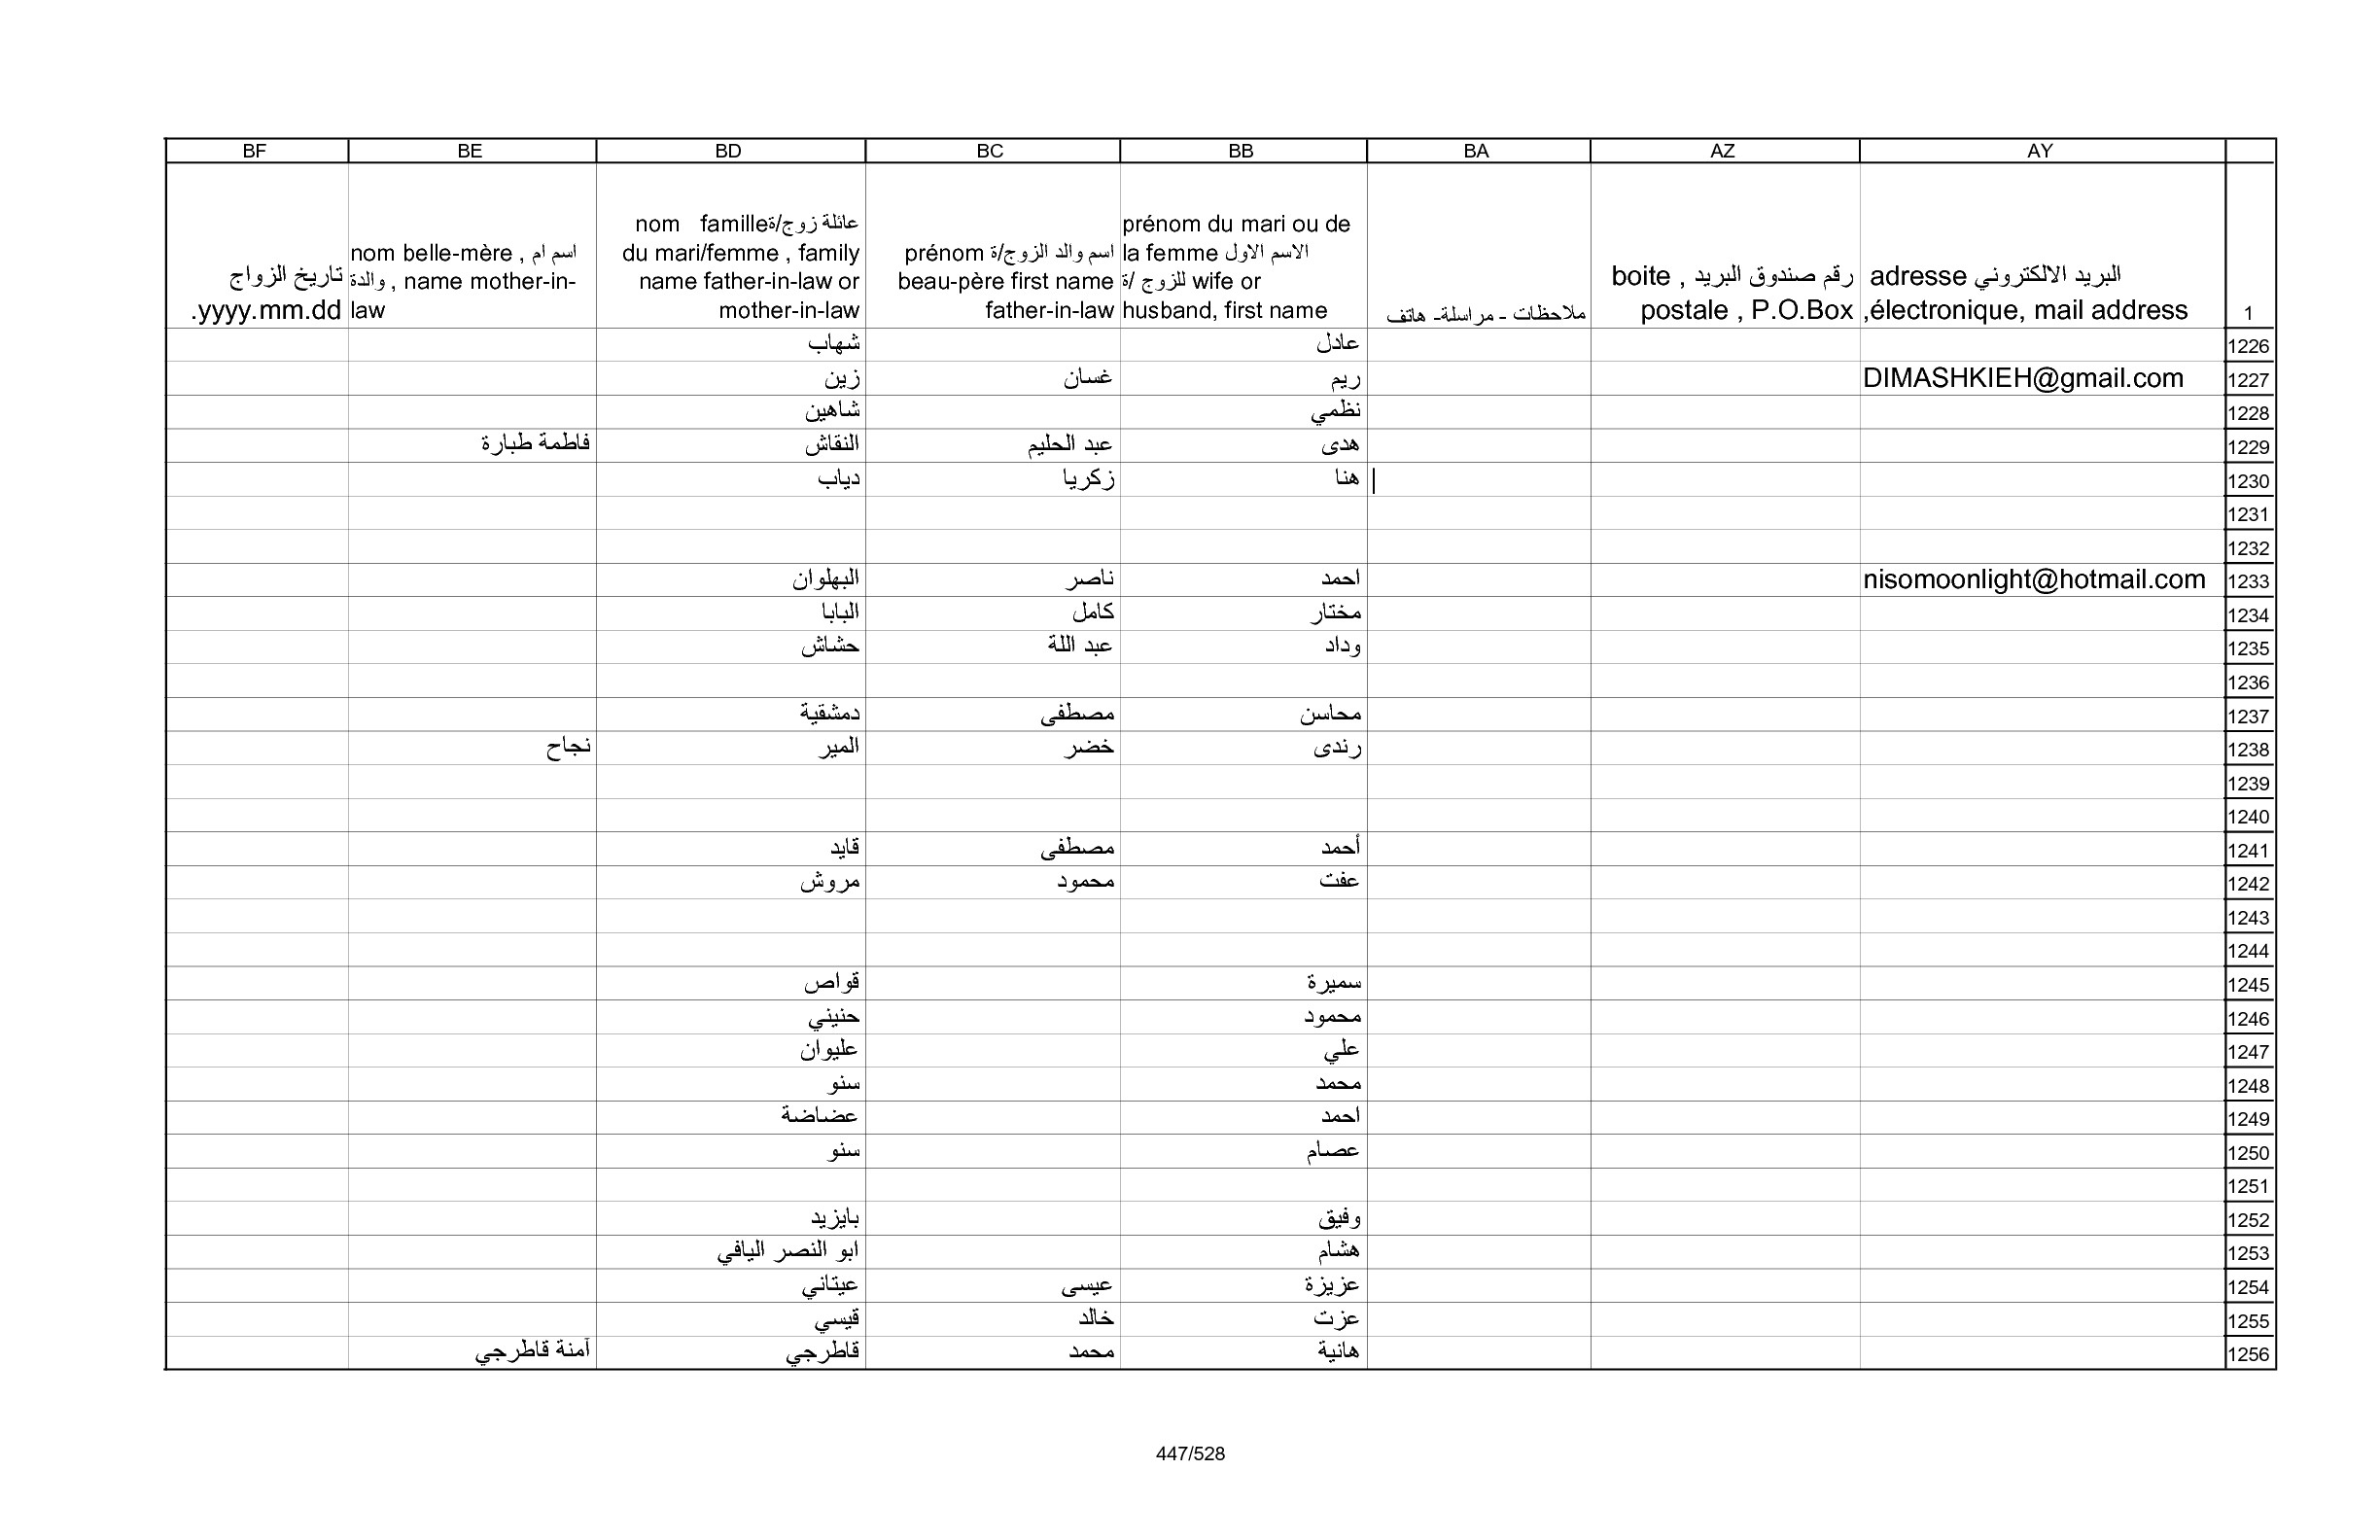 BF BE BD BC BB BA AZ AY
1
البريد الالكتروني adresse
électronique, mail address,
رقم صندوق البريد , boite
postale , P.O.Box
ملاحظات - مراسلة- هاتف
prénom du mari ou de
la femme الاسم الاول
للزوج /ة wife or
husband, first name
اسم والد الزوج/ة prénom
beau-père first name
father-in-law
عائلة زوج/ة nom famille
du mari/femme , family
name father-in-law or
mother-in-law
nom belle-mère , اسم ام
والدة , name mother-in-
law
تاريخ الزواج
yyyy.mm.dd.
1226 عادل شهاب
1227 DIMASHKIEH@gmail.com ريم غسان زين
1228 نظمي شاهين
1229 هدى عبد الحليم النقاش فاطمة طبارة
1230 | هنا زكريا دياب
1231
1232
1233 nisomoonlight@hotmail.com احمد ناصر البهلوان
1234 مختار كامل البابا
1235 وداد عبد اللة حشاش
1236
1237 محاسن مصطفى دمشقية
1238 رندى خضر المير نجاح
1239
1240
1241 أحمد مصطفى قايد
1242 عفت محمود مروش
1243
1244
1245 سميرة قواص
1246 محمود حنيني
1247 علي عليوان
1248 محمد سنو
1249 احمد عضاضة
1250 عصام سنو
1251
1252 وفيق بايزيد
1253 هشام ابو النصر اليافي
1254 عزيزة عيسى عيتاني
1255 عزت خالد قيسي
1256 هانية محمد قاطرجي آمنة قاطرجي
447/528